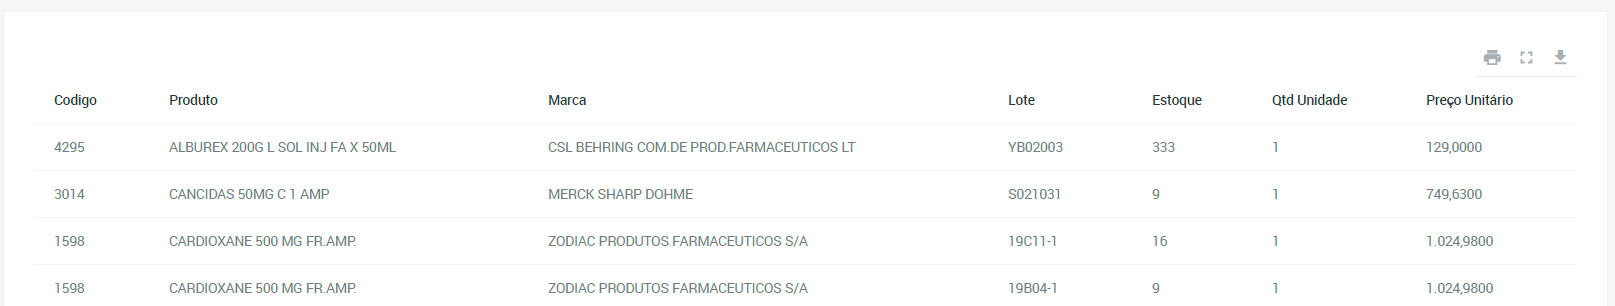 Codigo Produto Marca Lote Estoque Qtd Unidade Preço Unitário
4295 ALBUREX 200G L SOL INJ FA X 50ML CSL BEHRING COM.DE PROD.FARMACEUTICOS LT YB02003 333 1 129,0000
3014 CANCIDAS 50MG C 1 AMP MERCK SHARP DOHME S021031 9 1 749,6300
1598 CARDIOXANE 500 MG FR.AMP. ZODIAC PRODUTOS FARMACEUTICOS S/A 19C11-1 16 1 1.024,9800
1598 CARDIOXANE 500 MG FR.AMP. ZODIAC PRODUTOS FARMACEUTICOS S/A 19B04-1 9 1 1.024,9800